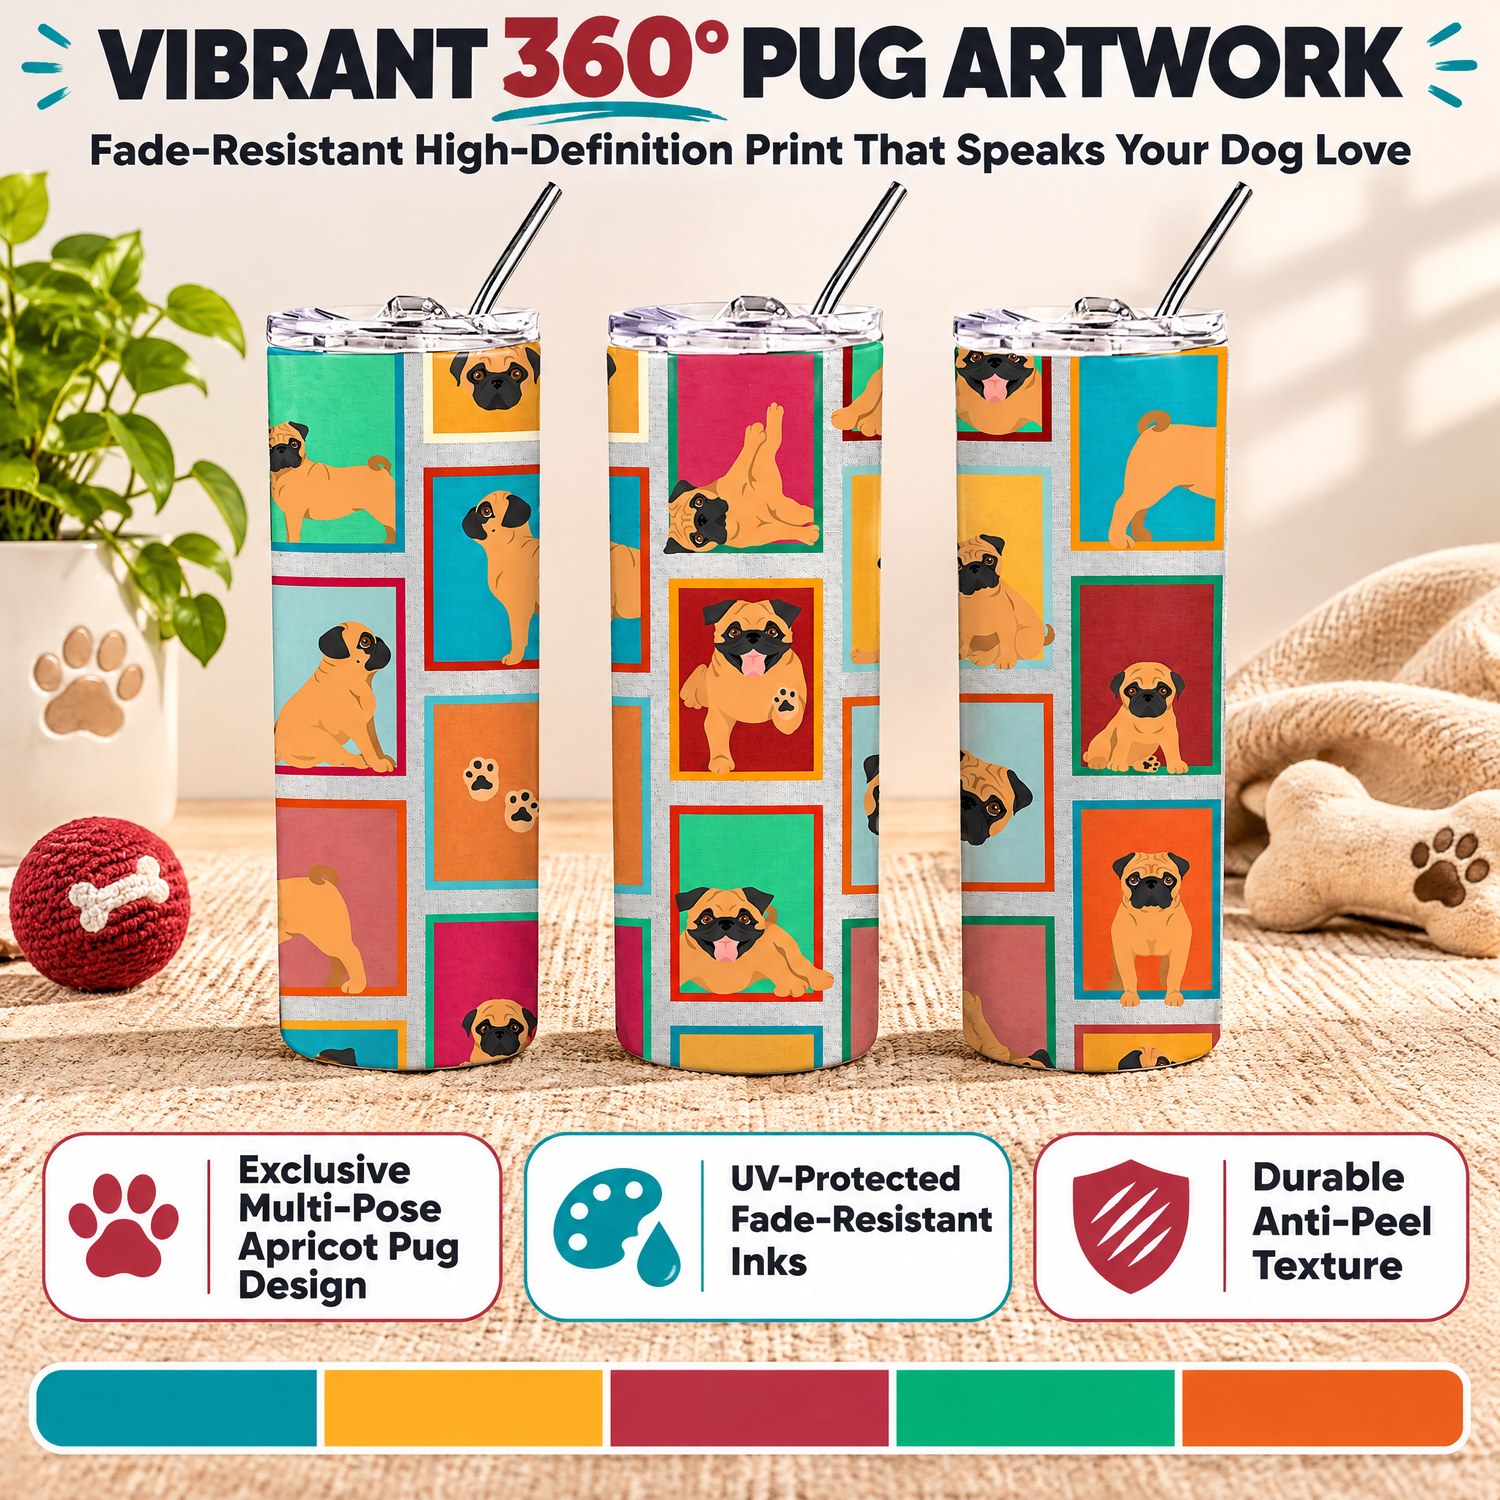 VIBRANT 360° PUG ARTWORK
Fade-Resistant High-Definition Print That Speaks Your Dog Love
Exclusive
Multi-Pose
Apricot Pug
Design
UV-Protected
Fade-Resistant
Inks
Durable
Anti-Peel
Texture